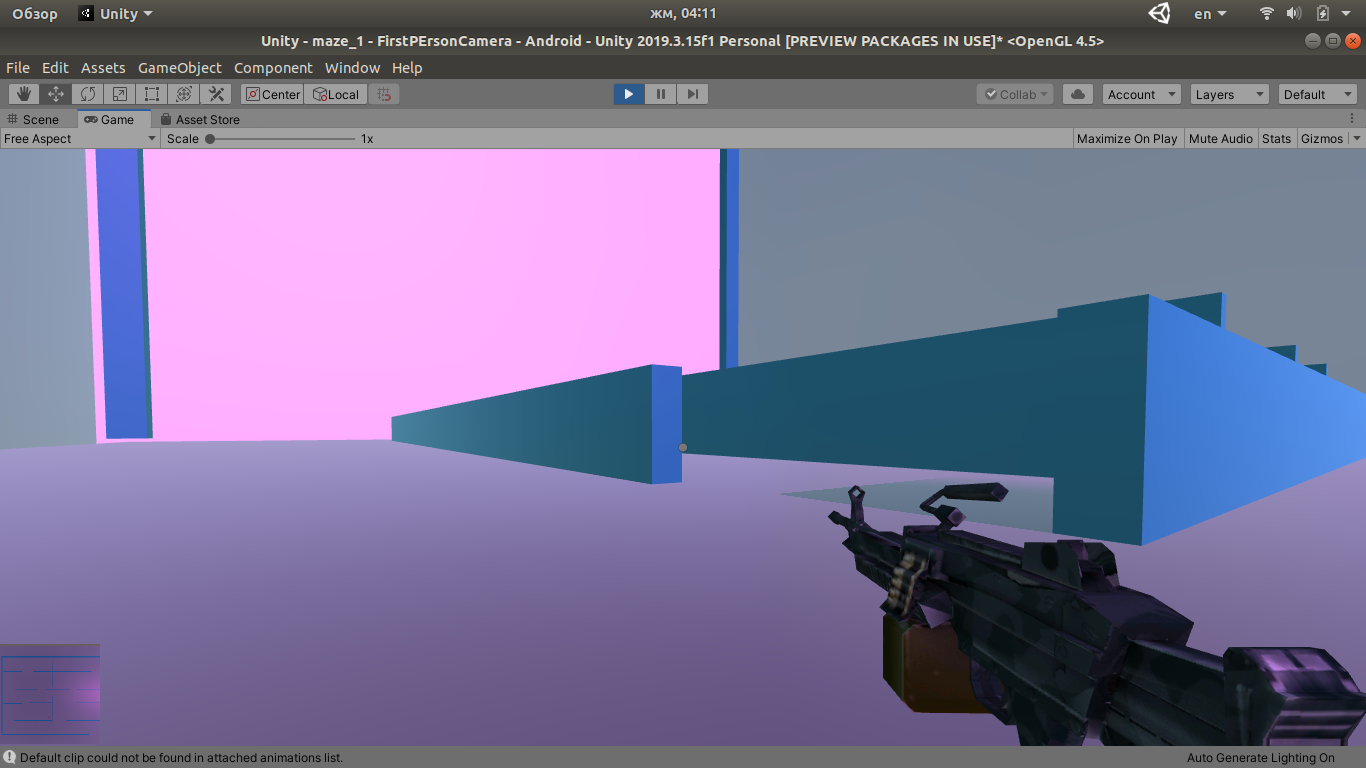 Обзор Unity жм, 04:11 en
Unity - maze_1 - FirstPErsonCamera - Android - Unity 2019.3.15f1 Personal [PREVIEW PACKAGES IN USE]* <OpenGL 4.5>
File Edit Assets GameObject Component Window Help
Center Local Collab Account Layers Default
Scene Game Asset Store
Free Aspect Scale 1x Maximize On Play Mute Audio Stats Gizmos
Default clip could not be found in attached animations list. Auto Generate Lighting On